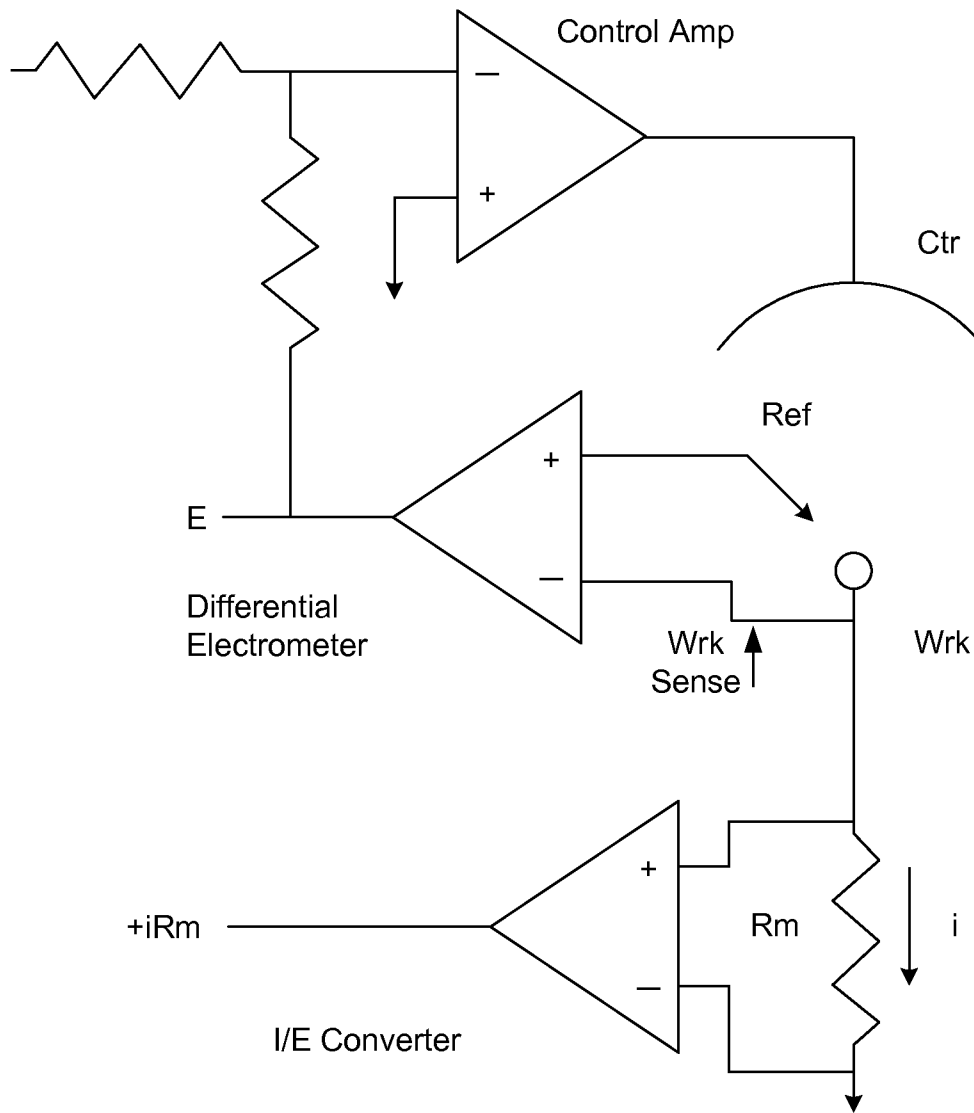 Control Amp
—
+
Ctr
Ref
+
E
—
Differential
Electrometer
Wrk
Sense
Wrk
+
+iRm
Rm
i
—
I/E Converter